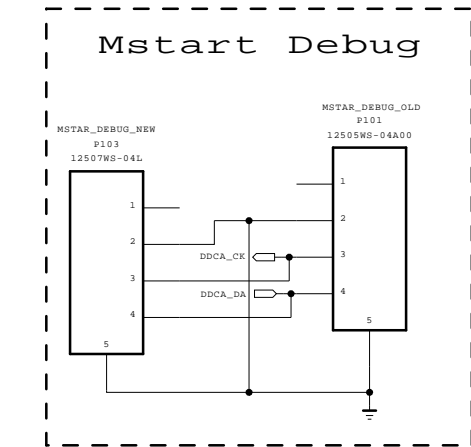 Mstart Debug
MSTAR_DEBUG_OLD
P101
12505WS-04A00
MSTAR_DEBUG_NEW
P103
12507WS-04L
1
2
3
4
5
DDCA_CK
DDCA_DA
1
2
3
4
5